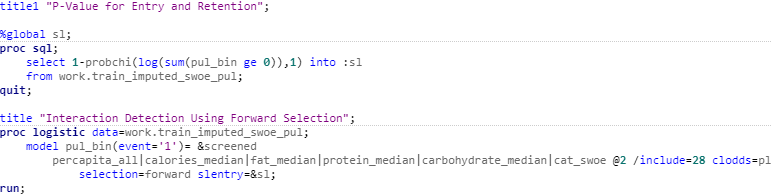 title1 "P-Value for Entry and Retention";
%global sl;
proc sql;
select 1-probchi(log(sum(pul_bin ge 0)),1) into :sl
from work.train_imputed_swoe_pul;
quit;
title "Interaction Detection Using Forward Selection";
proc logistic data=work.train_imputed_swoe_pul;
model pul_bin(event='1')= &screened
percapita_all|calories_median|fat_median|protein_median|carbohydrate_median|cat_swoe @2 /include=28 clodds=pl
selection=forward slentry=&sl;
run;